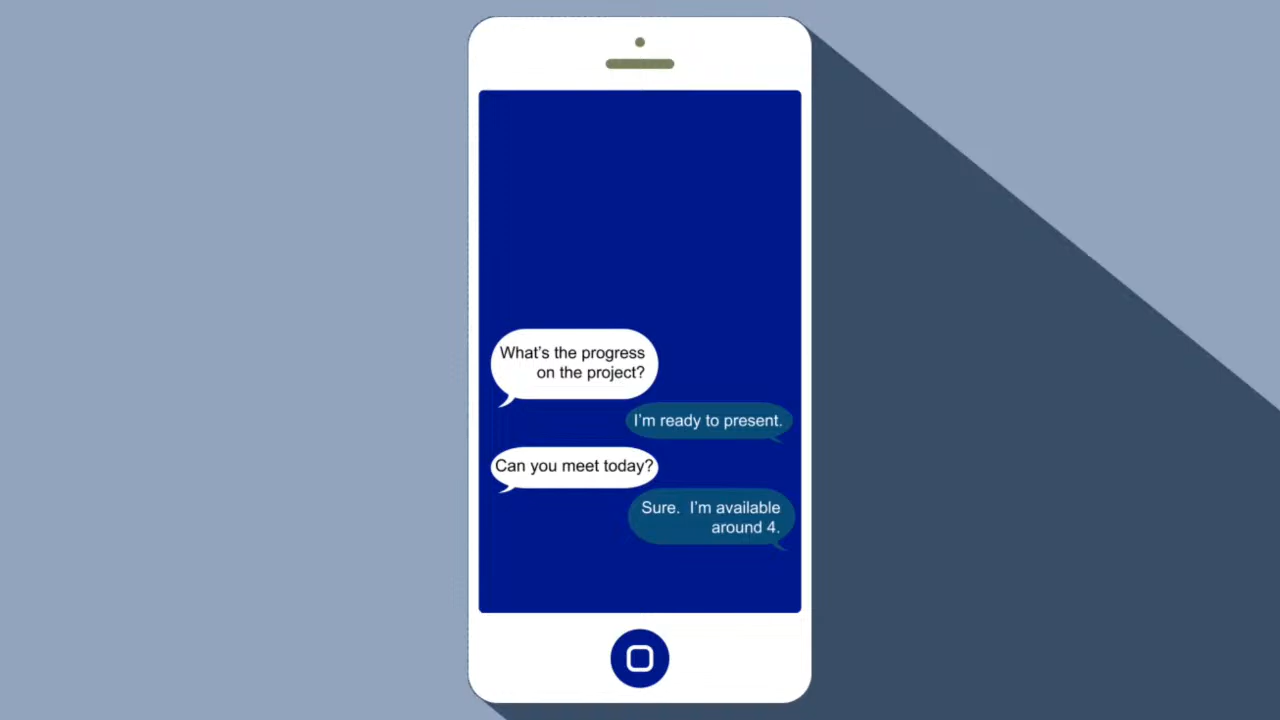 What’s the progress
on the project?
I’m ready to present.
Can you meet today?
Sure.  I’m available
around 4.